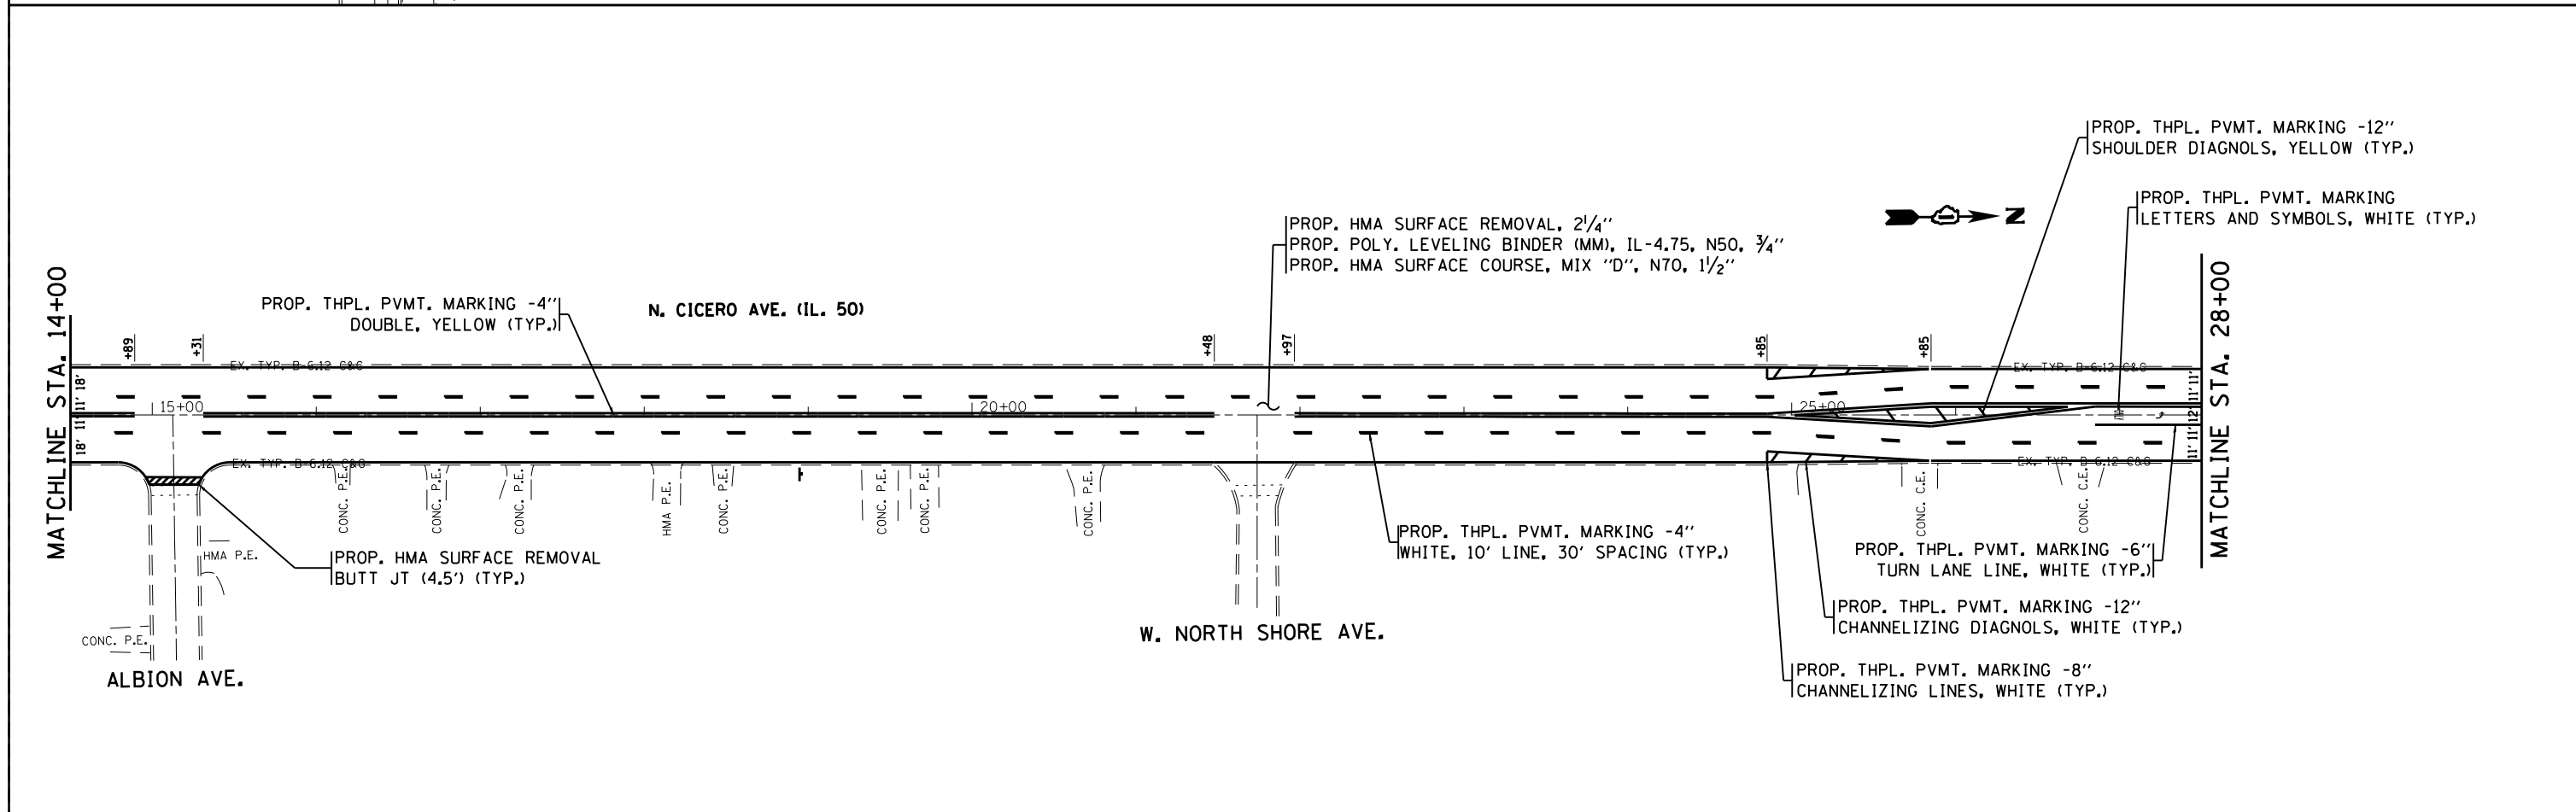 PROP. THPL. PVMT. MARKING -12"
SHOULDER DIAGNOLS, YELLOW (TYP.)
PROP. THPL. PVMT. MARKING
LETTERS AND SYMBOLS, WHITE (TYP.)
PROP. HMA SURFACE REMOVAL, 2¼"
PROP. POLY. LEVELING BINDER (MM), IL-4.75, N50, ¾"
PROP. HMA SURFACE COURSE, MIX "D", N70, 1½"
N
PROP. THPL. PVMT. MARKING -4"
DOUBLE, YELLOW (TYP.)
N. CICERO AVE. (IL. 50)
MATCHLINE STA. 14+00
MATCHLINE STA. 28+00
+89
+31
+48
+97
+85
+85
EX. TYP. B-6.12 C&G
EX. TYP. B-6.12 C&G
18'
11'
11'
18'
15+00
20+00
25+00
11'
11'
12'
11'
11'
EX. TYP. B-6.12 C&G
EX. TYP. B-6.12 C&G
CONC. P.E.
CONC. P.E.
CONC. P.E.
HMA P.E.
CONC. P.E.
CONC. P.E.
CONC. P.E.
CONC. P.E.
CONC. C.E.
CONC. C.E.
HMA P.E.
CONC. P.E.
PROP. HMA SURFACE REMOVAL
BUTT JT (4.5') (TYP.)
PROP. THPL. PVMT. MARKING -4"
WHITE, 10' LINE, 30' SPACING (TYP.)
PROP. THPL. PVMT. MARKING -6"
TURN LANE LINE, WHITE (TYP.)
PROP. THPL. PVMT. MARKING -12"
CHANNELIZING DIAGNOLS, WHITE (TYP.)
PROP. THPL. PVMT. MARKING -8"
CHANNELIZING LINES, WHITE (TYP.)
W. NORTH SHORE AVE.
ALBION AVE.